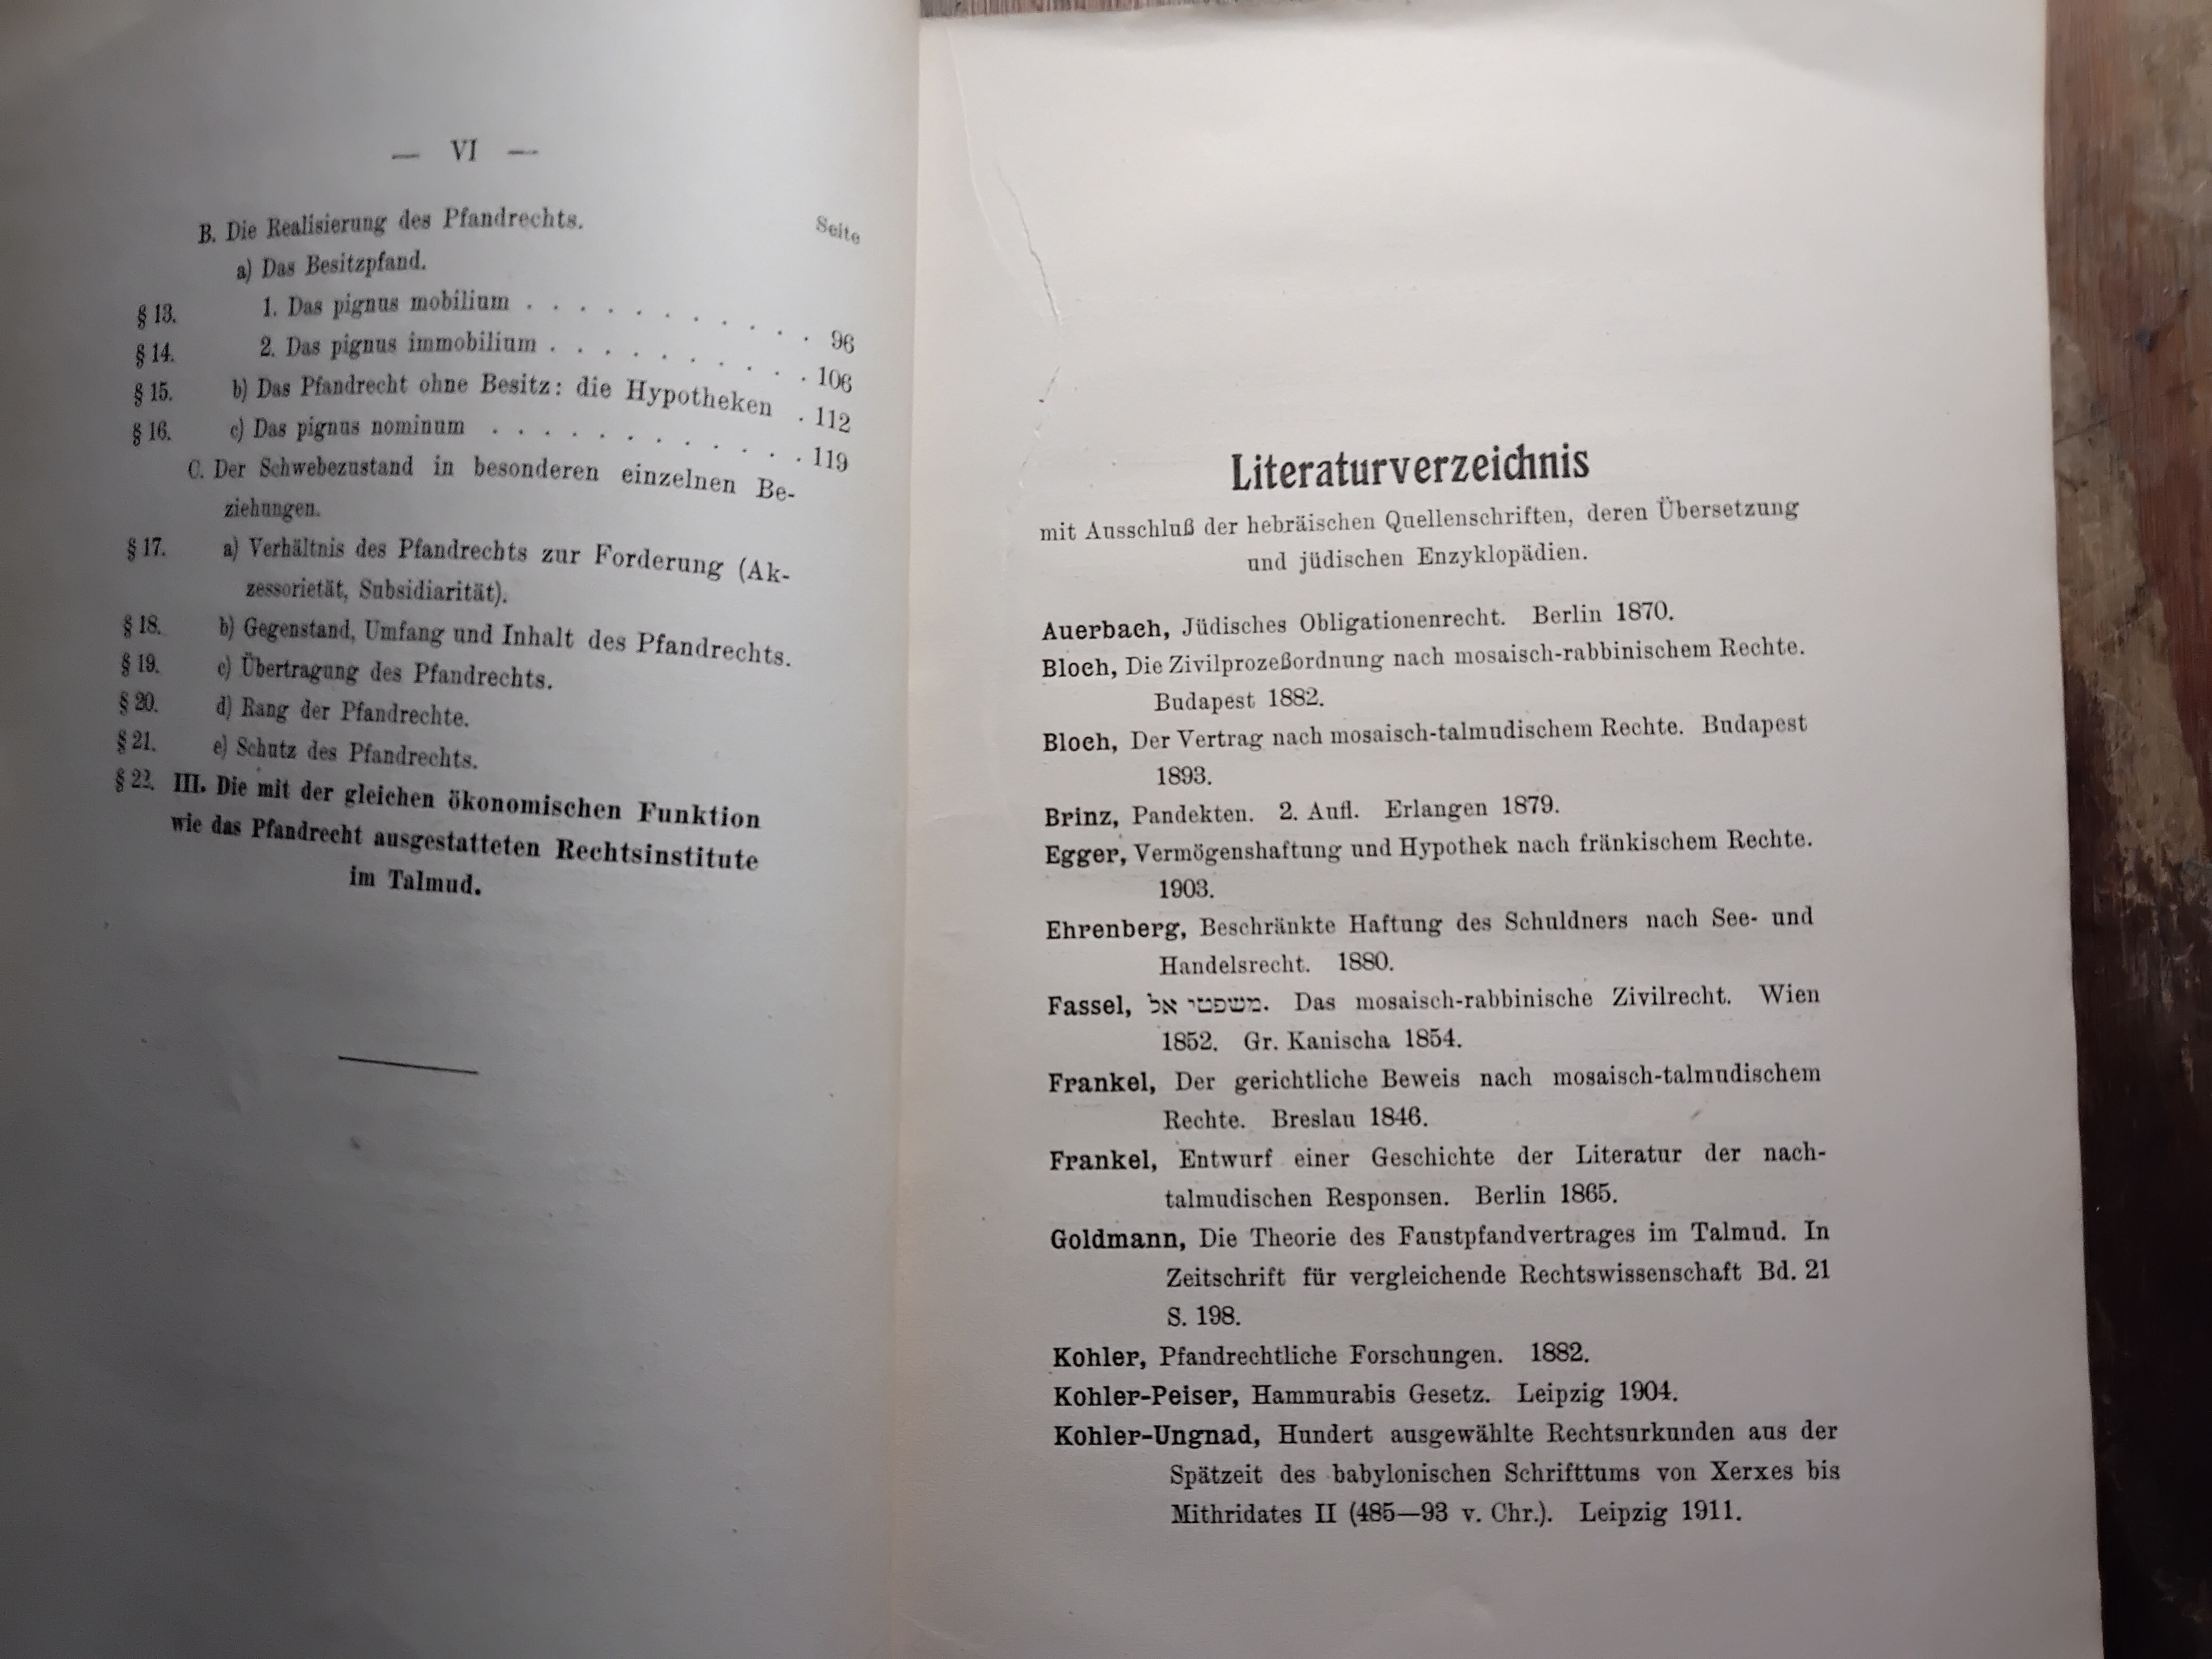 — VI —
Seite
B. Die Realisierung des Pfandrechts.
a) Das Besitzpfand.
§ 13. 1. Das pignus mobilium . . . . . . . . . . . 96
§ 14. 2. Das pignus immobilium . . . . . . . . . . 106
§ 15. b) Das Pfandrecht ohne Besitz: die Hypotheken . 112
§ 16. c) Das pignus nominum . . . . . . . . . . . . 119
C. Der Schwebezustand in besonderen einzelnen Be-
ziehungen.
§ 17. a) Verhältnis des Pfandrechts zur Forderung (Ak-
zessorietät, Subsidiarität).
§ 18. b) Gegenstand, Umfang und Inhalt des Pfandrechts.
§ 19. c) Übertragung des Pfandrechts.
§ 20. d) Rang der Pfandrechte.
§ 21. e) Schutz des Pfandrechts.
§ 22. III. Die mit der gleichen ökonomischen Funktion
wie das Pfandrecht ausgestatteten Rechtsinstitute
im Talmud.
Literaturverzeichnis
mit Ausschluß der hebräischen Quellenschriften, deren Übersetzung
und jüdischen Enzyklopädien.
Auerbach, Jüdisches Obligationenrecht. Berlin 1870.
Bloch, Die Zivilprozeßordnung nach mosaisch-rabbinischem Rechte.
Budapest 1882.
Bloch, Der Vertrag nach mosaisch-talmudischem Rechte. Budapest
1893.
Brinz, Pandekten. 2. Aufl. Erlangen 1879.
Egger, Vermögenshaftung und Hypothek nach fränkischem Rechte.
1903.
Ehrenberg, Beschränkte Haftung des Schuldners nach See- und
Handelsrecht. 1880.
Fassel, משפטי אל. Das mosaisch-rabbinische Zivilrecht. Wien
1852. Gr. Kanischa 1854.
Frankel, Der gerichtliche Beweis nach mosaisch-talmudischem
Rechte. Breslau 1846.
Frankel, Entwurf einer Geschichte der Literatur der nach-
talmudischen Responsen. Berlin 1865.
Goldmann, Die Theorie des Faustpfandvertrages im Talmud. In
Zeitschrift für vergleichende Rechtswissenschaft Bd. 21
S. 198.
Kohler, Pfandrechtliche Forschungen. 1882.
Kohler-Peiser, Hammurabis Gesetz. Leipzig 1904.
Kohler-Ungnad, Hundert ausgewählte Rechtsurkunden aus der
Spätzeit des babylonischen Schrifttums von Xerxes bis
Mithridates II (485—93 v. Chr.). Leipzig 1911.